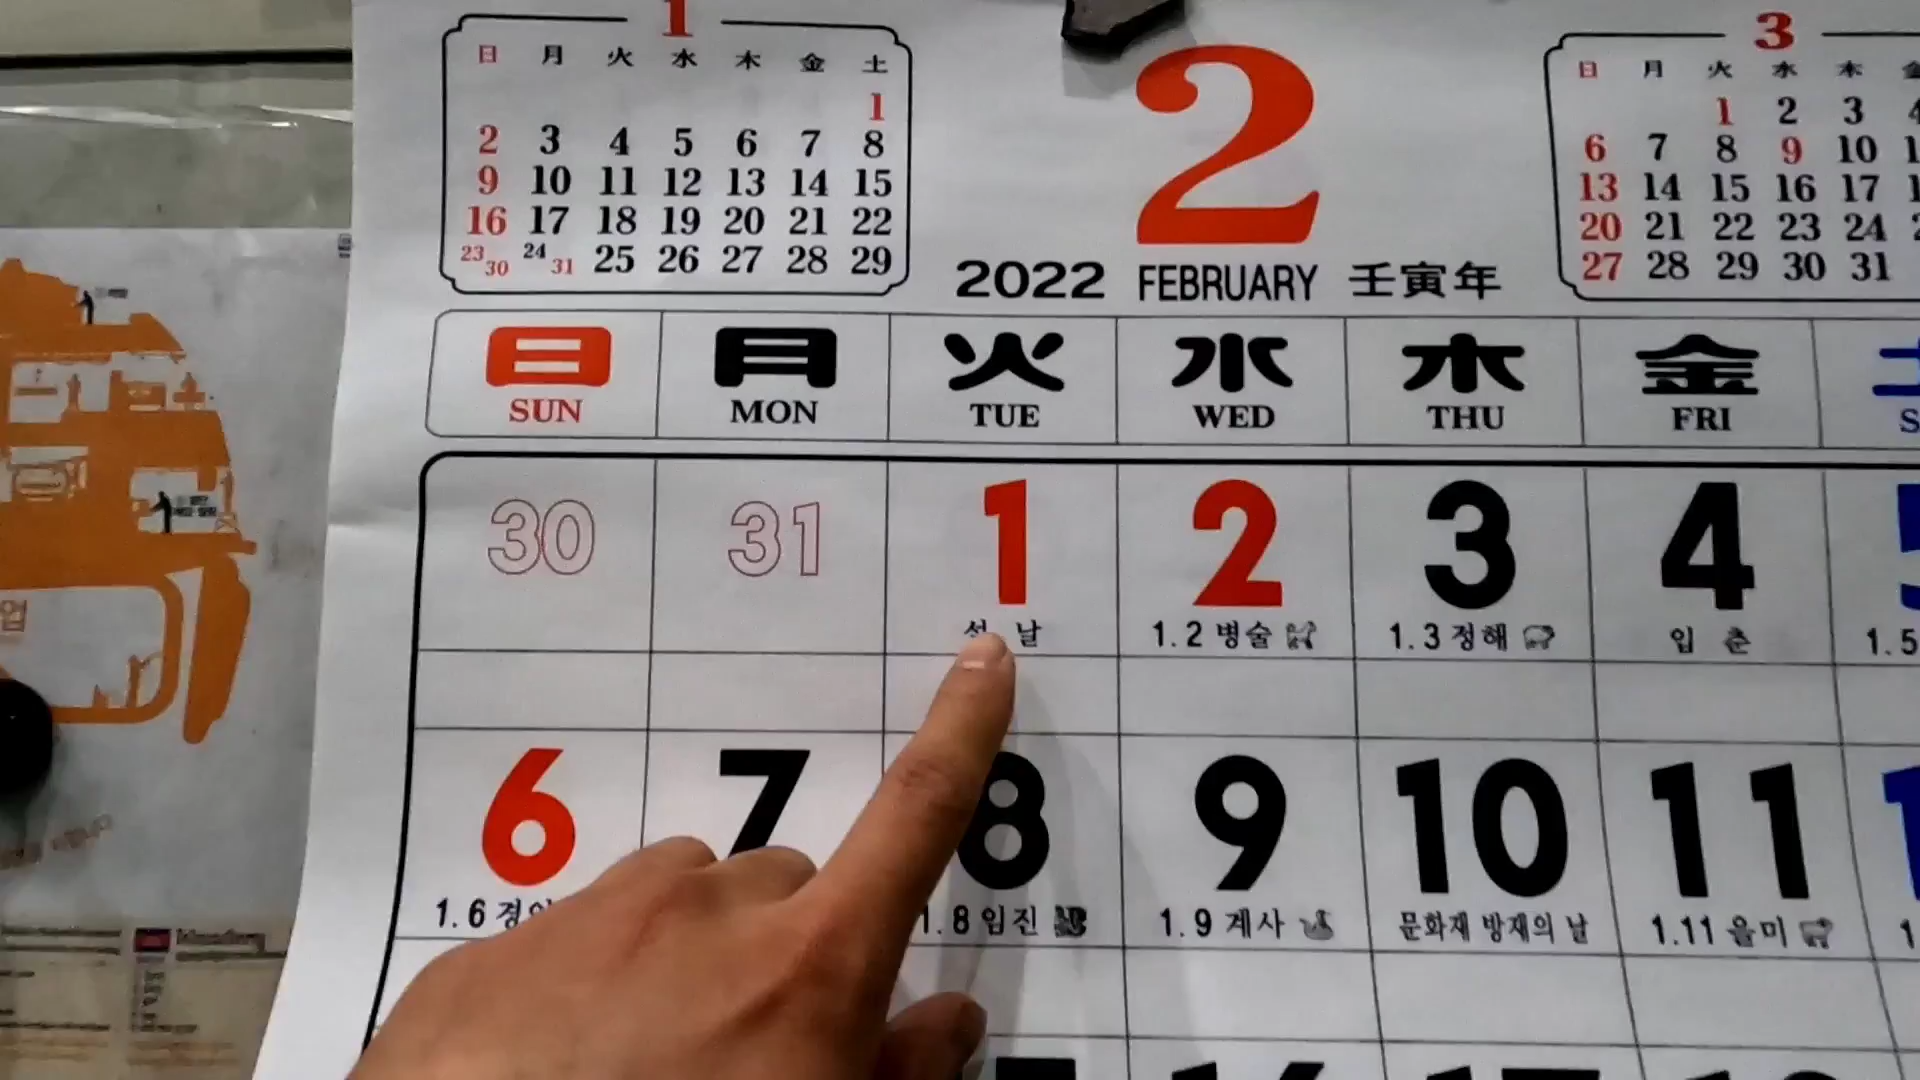 1
日 月 火 水 木 金 土
1
2 3 4 5 6 7 8
9 10 11 12 13 14 15
16 17 18 19 20 21 22
23 30 24 31 25 26 27 28 29
2
2022 FEBRUARY 壬寅年
3
日 月 火 水 木
1 2 3
6 7 8 9 10
13 14 15 16 17
20 21 22 23 24
27 28 29 30 31
日 月 火 水 木 金
SUN MON TUE WED THU FRI
30 31 1 2 3 4
날 1.2 병술 1.3 정해 입춘 1.5
6 7 8 9 10 11
1.6 1.8 임진 1.9 계사 문화재 방재의 날 1.11 을미
업